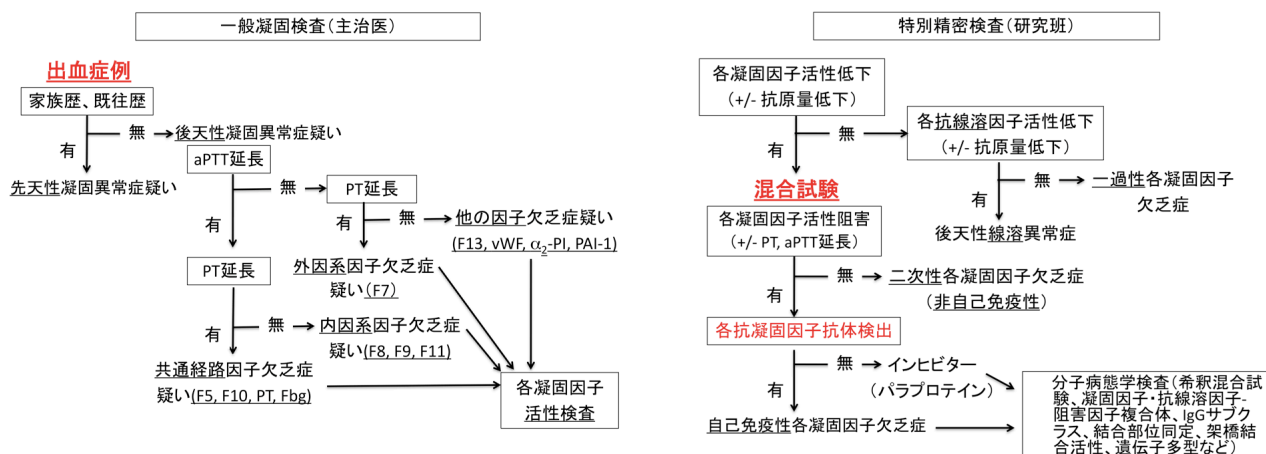 一般凝固検査(主治医)
出血症例
家族歴、既往歴
無
後天性凝固異常症疑い
有
先天性凝固異常症疑い
aPTT延長
無
PT延長
有
無
他の因子欠乏症疑い
(F13, vWF, α2-PI, PAI-1)
有
PT延長
外因系因子欠乏症
疑い(F7)
無
内因系因子欠乏症
疑い(F8, F9, F11)
有
共通経路因子欠乏症
疑い(F5, F10, PT, Fbg)
各凝固因子
活性検査
特別精密検査(研究班)
各凝固因子活性低下
(+/- 抗原量低下)
無
各抗線溶因子活性低下
(+/- 抗原量低下)
有
無
一過性各凝固因子
欠乏症
有
後天性線溶異常症
混合試験
各凝固因子活性阻害
(+/- PT, aPTT延長)
無
二次性各凝固因子欠乏症
(非自己免疫性)
有
各抗凝固因子抗体検出
無
インヒビター
(パラプロテイン)
有
自己免疫性各凝固因子欠乏症
分子病態学検査(希釈混合試
験、凝固因子・抗線溶因子-
阻害因子複合体、IgGサブク
ラス、結合部位同定、架橋結
合活性、遺伝子多型など)